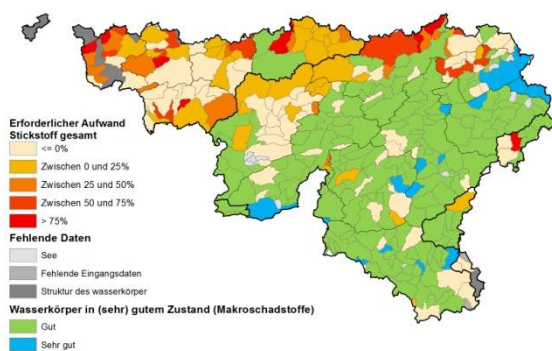 Erforderlicher Aufwand
Stickstoff gesamt
<= 0%
Zwischen 0 und 25%
Zwischen 25 und 50%
Zwischen 50 und 75%
> 75%
Fehlende Daten
See
Fehlende Eingangsdaten
Struktur des wasserkörper
Wasserkörper in (sehr) gutem Zustand (Makroschadstoffe)
Gut
Sehr gut